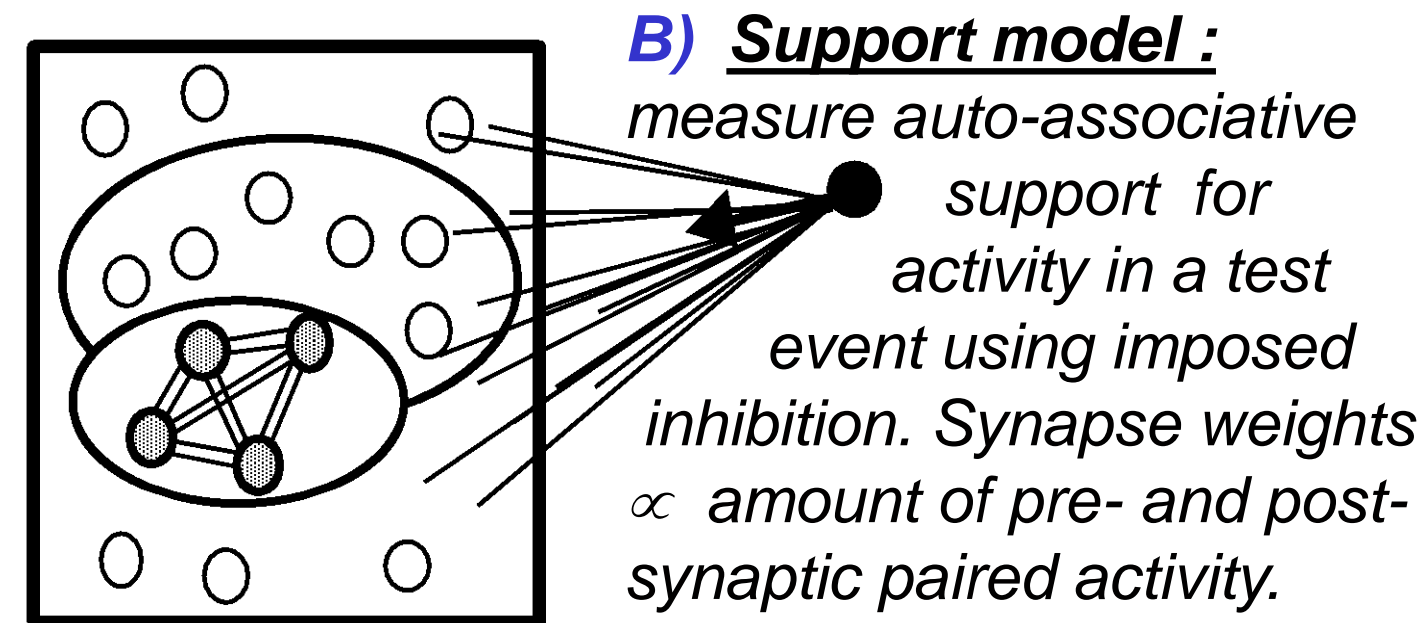 B) Support model :
measure auto-associative
support for
activity in a test
event using imposed
inhibition. Synapse weights
∝ amount of pre- and post-
synaptic paired activity.